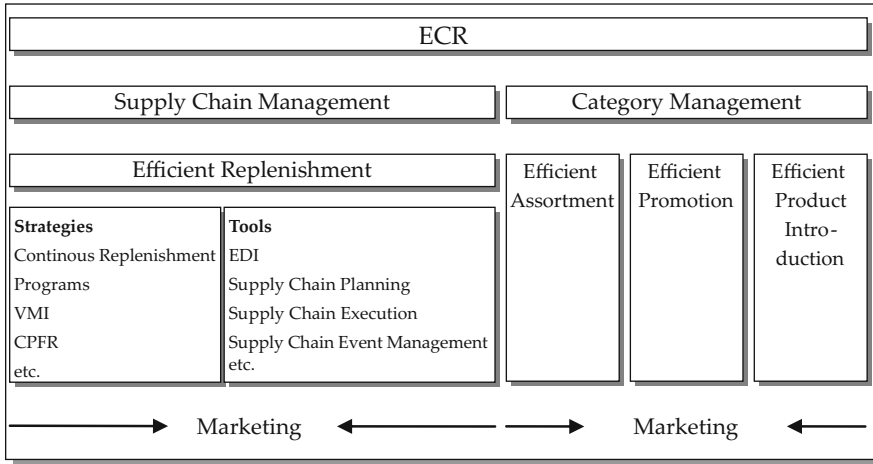 ECR
Supply Chain Management
Category Management
Efficient Replenishment
Strategies
Continous Replenishment
Programs
VMI
CPFR
etc.
Tools
EDI
Supply Chain Planning
Supply Chain Execution
Supply Chain Event Management
etc.
Efficient
Assortment
Efficient
Promotion
Efficient
Product
Intro-
duction
Marketing
Marketing